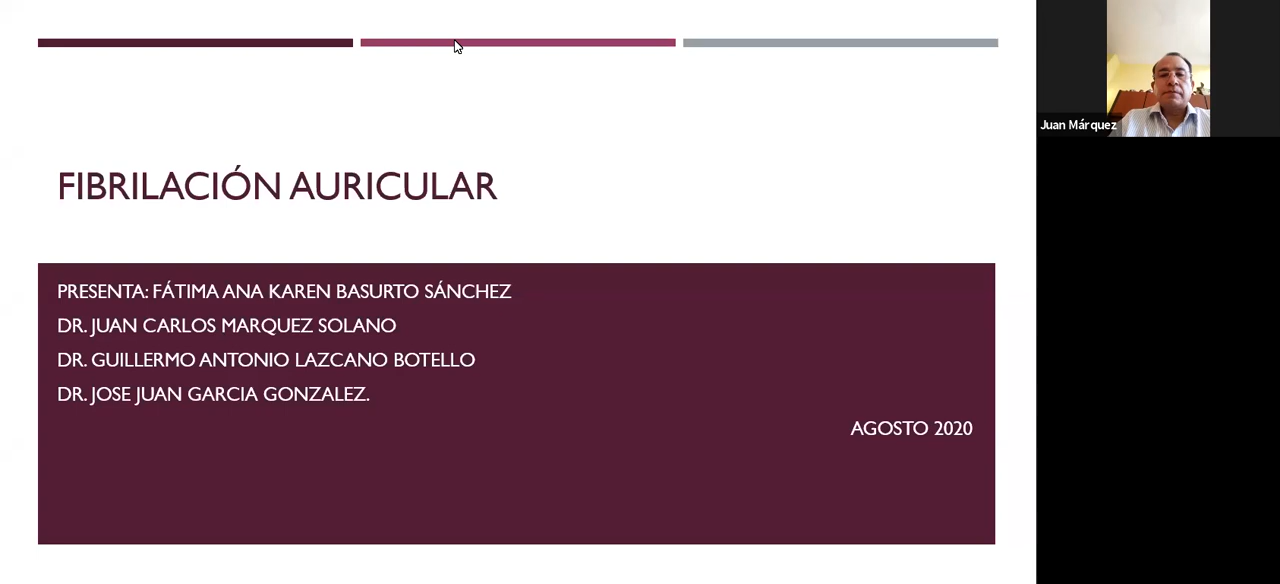 FIBRILACIÓN AURICULAR
PRESENTA: FÁTIMA ANA KAREN BASURTO SÁNCHEZ
DR. JUAN CARLOS MARQUEZ SOLANO
DR. GUILLERMO ANTONIO LAZCANO BOTELLO
DR. JOSE JUAN GARCIA GONZALEZ.
AGOSTO 2020
Juan Márquez